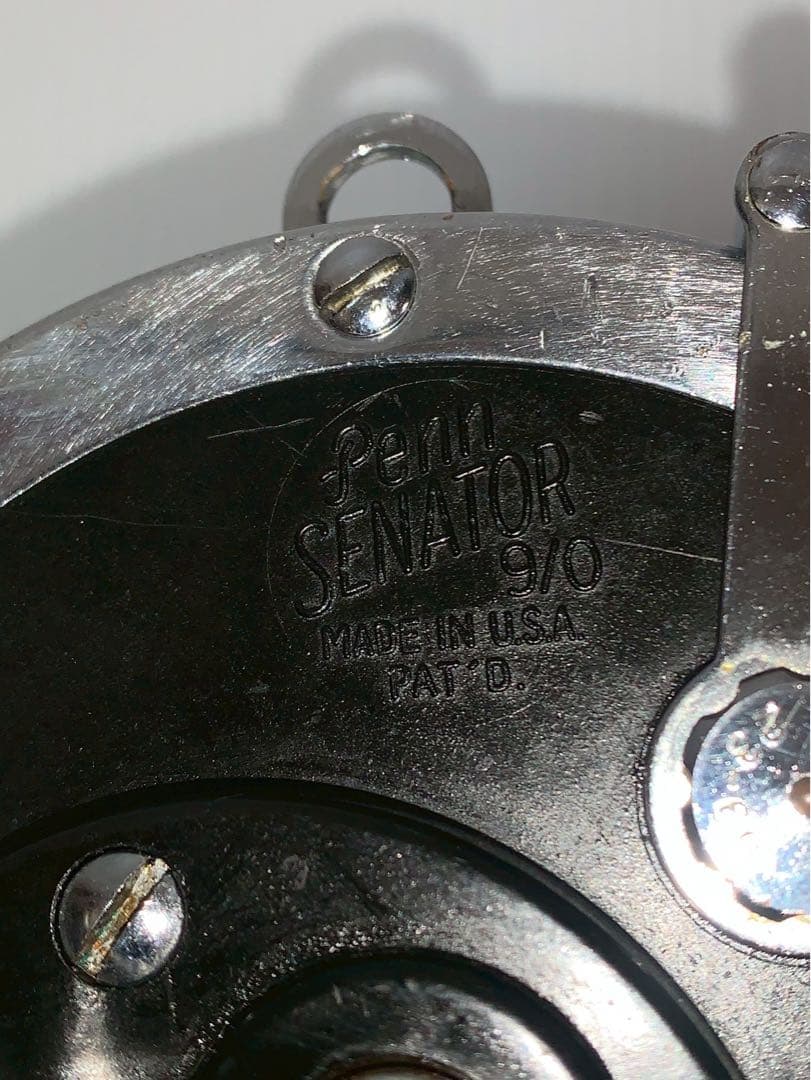 Penn
SENATOR
9/0
MADE IN U.S.A.
PAT'D.